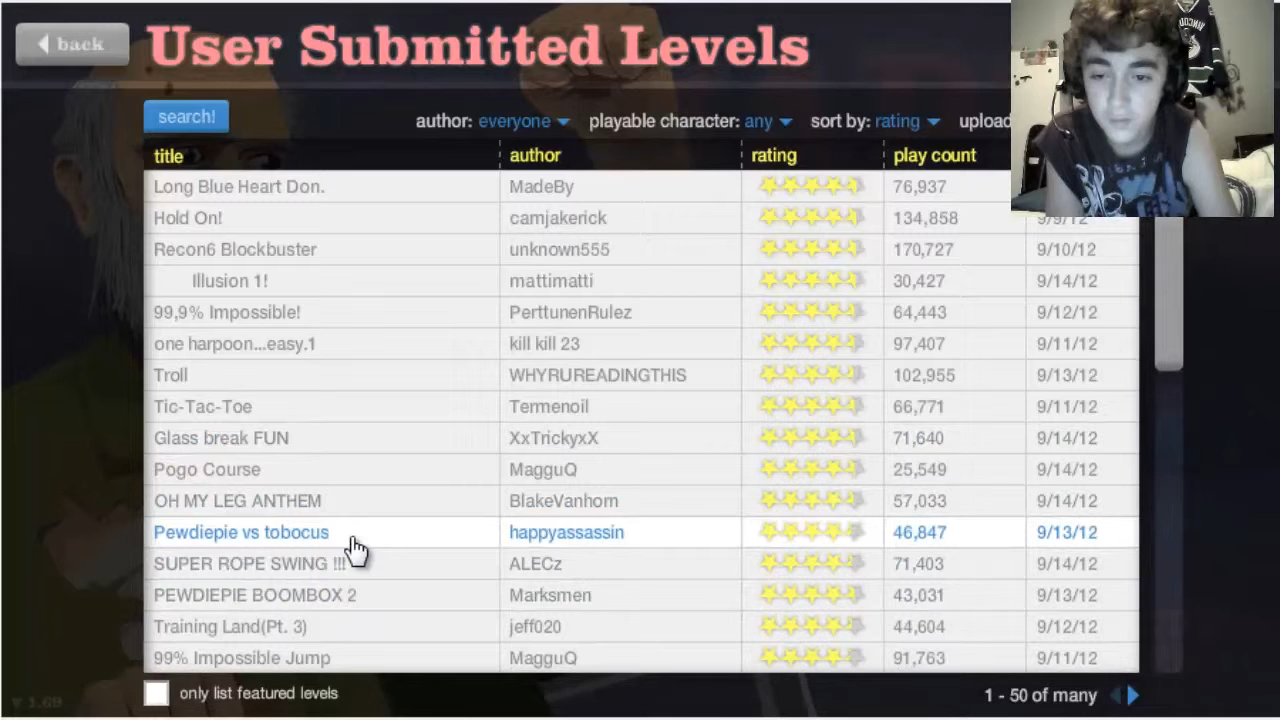 back
User Submitted Levels
search!
author: everyone playable character: any sort by: rating upload
title author rating play count
Long Blue Heart Don. MadeBy 76,937
Hold On! camjakerick 134,858 9/9/12
Recon6 Blockbuster unknown555 170,727 9/10/12
Illusion 1! mattimatti 30,427 9/14/12
99,9% Impossible! PerttunenRulez 64,443 9/12/12
one harpoon...easy.1 kill kill 23 97,407 9/11/12
Troll WHYRUREADINGTHIS 102,955 9/13/12
Tic-Tac-Toe Termenoil 66,771 9/11/12
Glass break FUN XxTrickyxX 71,640 9/14/12
Pogo Course MagguQ 25,549 9/14/12
OH MY LEG ANTHEM BlakeVanhorn 57,033 9/14/12
Pewdiepie vs tobocus happyassassin 46,847 9/13/12
SUPER ROPE SWING !!! ALECz 71,403 9/14/12
PEWDIEPIE BOOMBOX 2 Marksmen 43,031 9/13/12
Training Land(Pt. 3) jeff020 44,604 9/12/12
99% Impossible Jump MagguQ 91,763 9/11/12
only list featured levels 1 - 50 of many
v 1.69